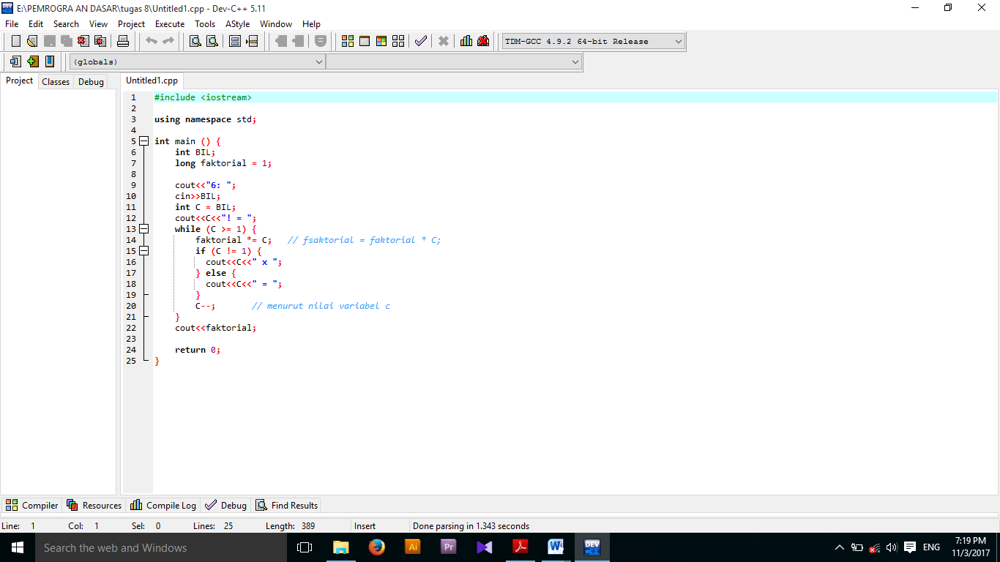 E:\PEMROGRA AN DASAR\tugas 8\Untitled1.cpp - Dev-C++ 5.11
File Edit Search View Project Execute Tools AStyle Window Help
TDM-GCC 4.9.2 64-bit Release
(globals)
Project Classes Debug
Untitled1.cpp
1 #include <iostream>
2
3 using namespace std;
4
5 int main () {
6 int BIL;
7 long faktorial = 1;
8
9 cout<<"6: ";
10 cin>>BIL;
11 int C = BIL;
12 cout<<C<<"! = ";
13 while (C >= 1) {
14 faktorial *= C; // fsaktorial = faktorial * C;
15 if (C != 1) {
16 cout<<C<<" x ";
17 } else {
18 cout<<C<<" = ";
19 }
20 C--; // menurut nilai variabel c
21 }
22 cout<<faktorial;
23
24 return 0;
25 }
Compiler Resources Compile Log Debug Find Results
Line: 1 Col: 1 Sel: 0 Lines: 25 Length: 389 Insert Done parsing in 1.343 seconds
Search the web and Windows
Ai
Pr
W
DEV
ENG
7:19 PM
11/3/2017